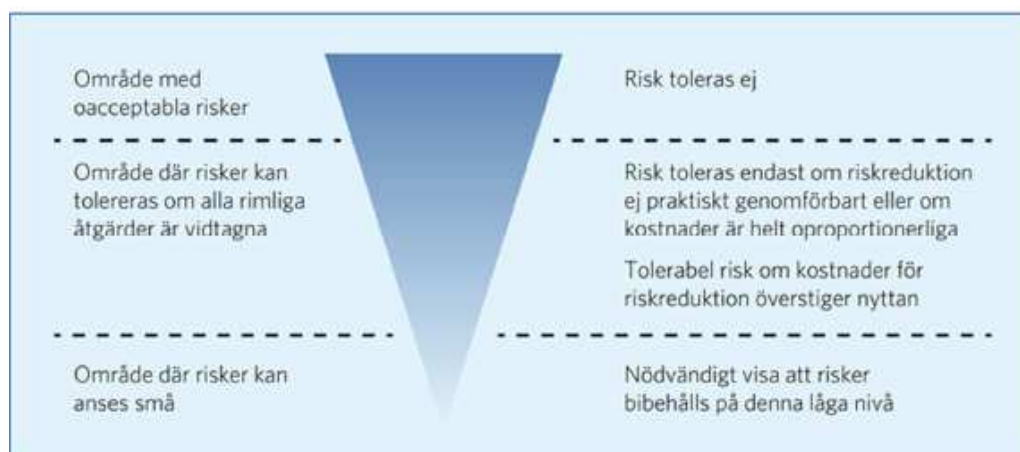 Område med
oacceptabla risker
Risk toleras ej
Område där risker kan
tolereras om alla rimliga
åtgärder är vidtagna
Risk toleras endast om riskreduktion
ej praktiskt genomförbart eller om
kostnader är helt oproportionerliga
Tolerabel risk om kostnader för
riskreduktion överstiger nyttan
Område där risker kan
anses små
Nödvändigt visa att risker
bibehålls på denna låga nivå